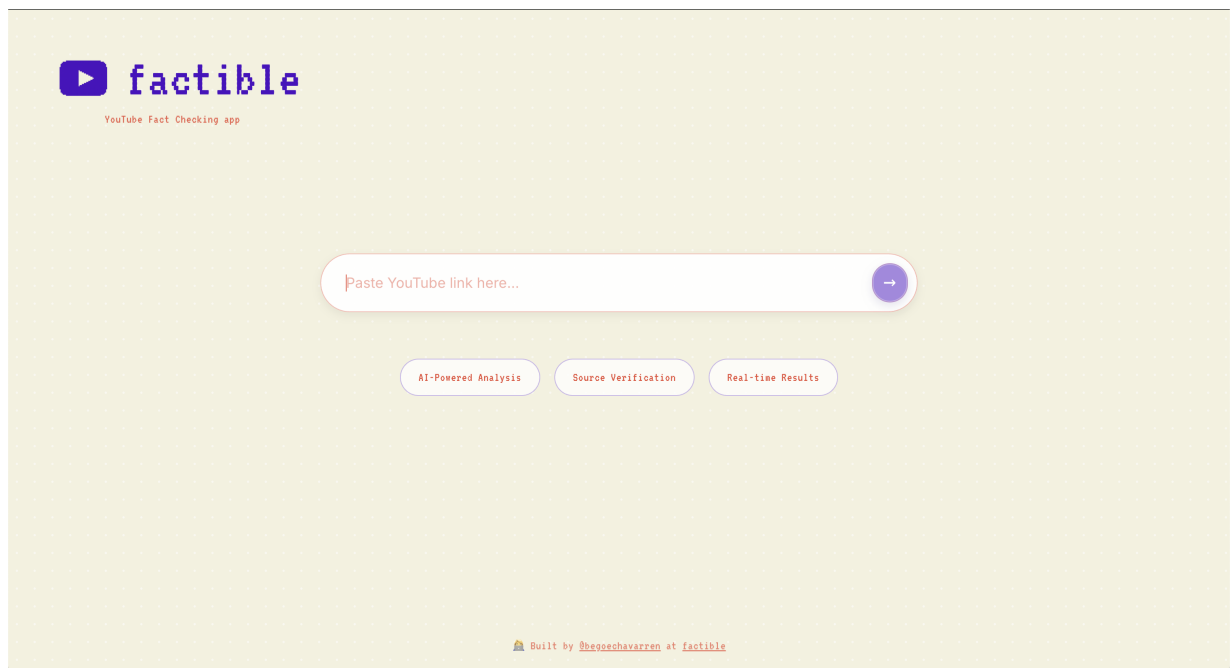 factible
YouTube Fact Checking app
Paste YouTube link here...
AI-Powered Analysis
Source Verification
Real-time Results
Built by @begoechavarren at factible